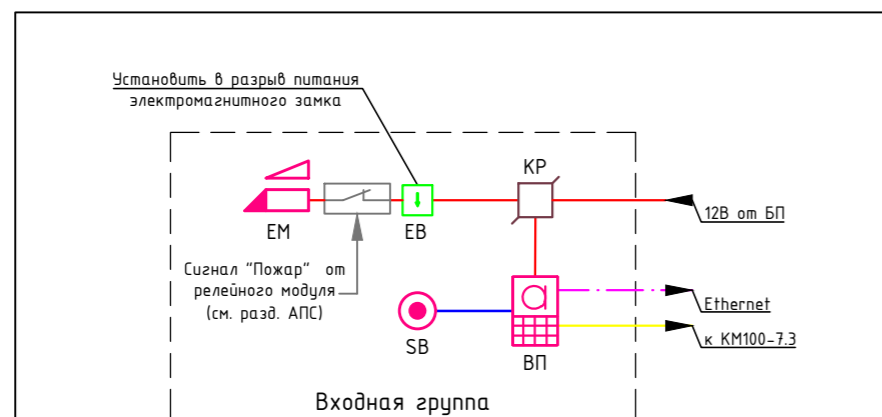 Установить в разрыв питания
электромагнитного замка
КР
ЕМ
ЕВ
12В от БП
Сигнал "Пожар" от
релейного модуля
(см. разд. АПС)
Ethernet
SB
ВП
к КМ100-7.3
Входная группа